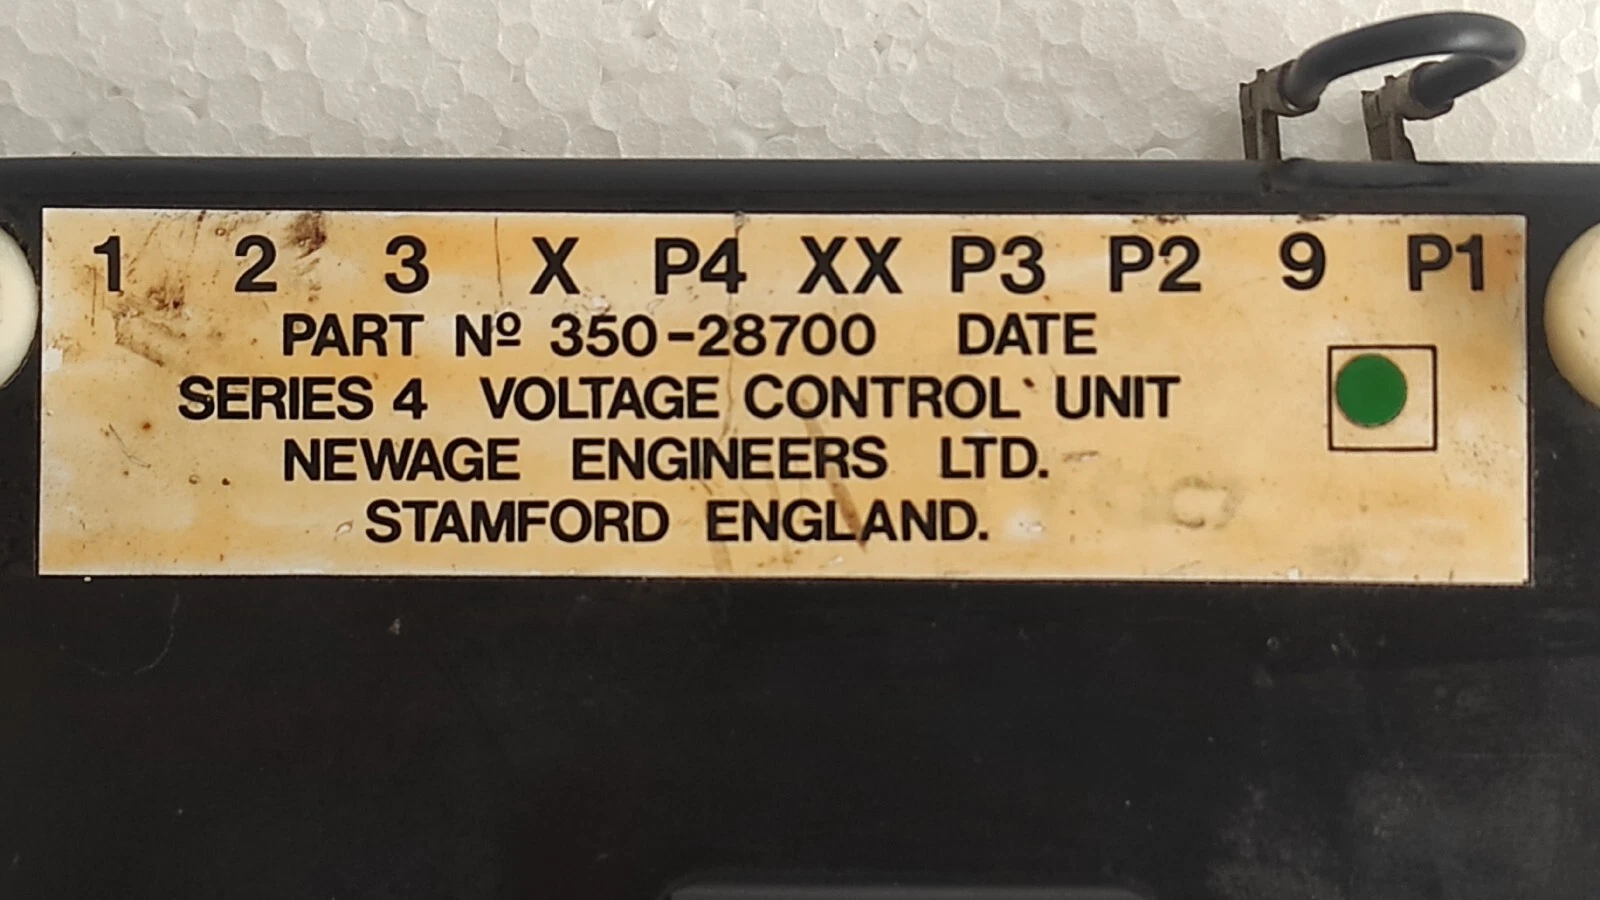 1 2 3 X P4 XX P3 P2 9 P1
PART Nº 350-28700 DATE
SERIES 4 VOLTAGE CONTROL UNIT
NEWAGE ENGINEERS LTD.
STAMFORD ENGLAND.